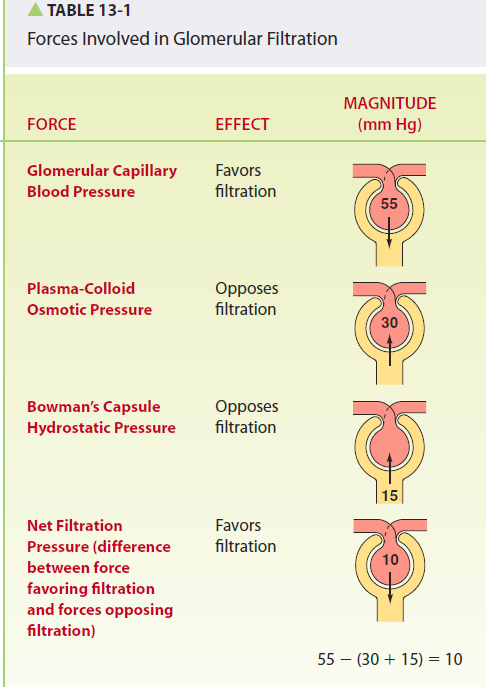 ▲ TABLE 13-1
Forces Involved in Glomerular Filtration
FORCE
EFFECT
MAGNITUDE
(mm Hg)
Glomerular Capillary
Blood Pressure
Favors
filtration
55
Plasma-Colloid
Osmotic Pressure
Opposes
filtration
30
Bowman's Capsule
Hydrostatic Pressure
Opposes
filtration
15
Net Filtration
Pressure (difference
between force
favoring filtration
and forces opposing
filtration)
Favors
filtration
10
55 − (30 + 15) = 10